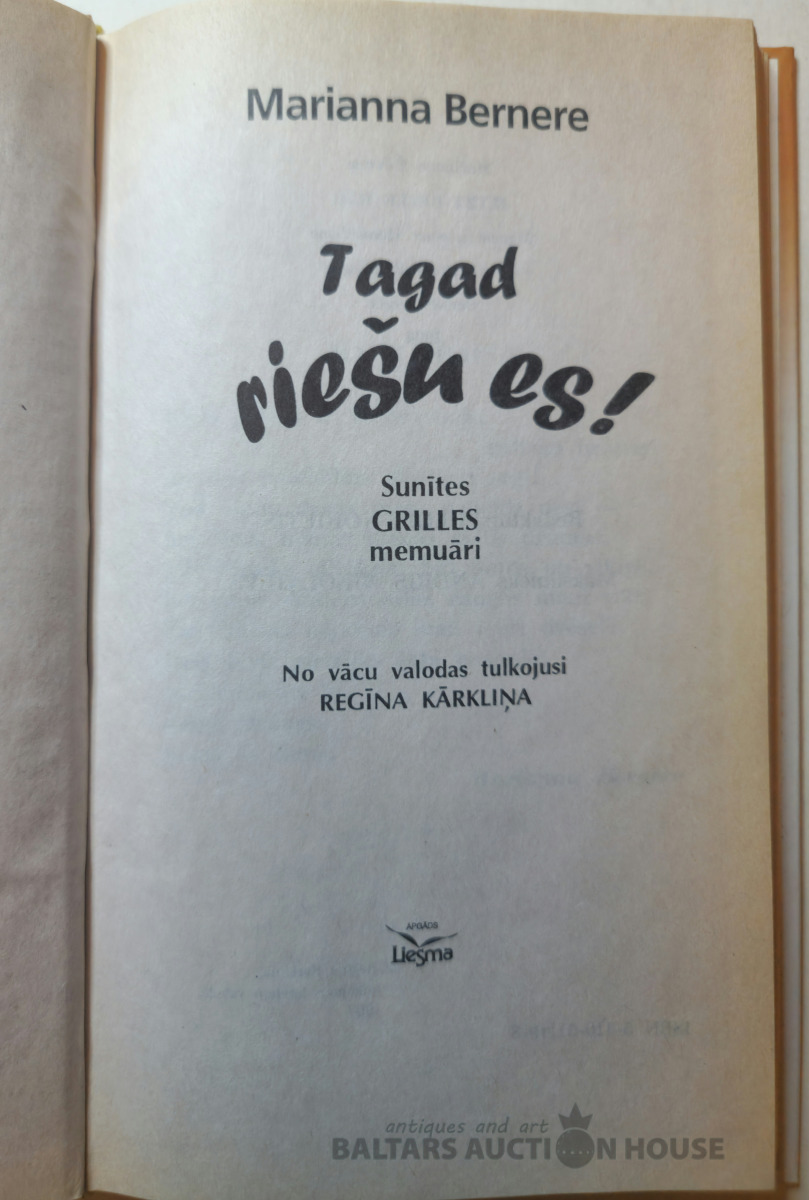 Marianna Bernere
Tagad
riešu es!
Sunītes
GRILLES
memuāri
No vācu valodas tulkojusi
REGĪNA KĀRKLIŅA
APGĀDS
Liesma
antiques and art
BALTARS AUCTION HOUSE